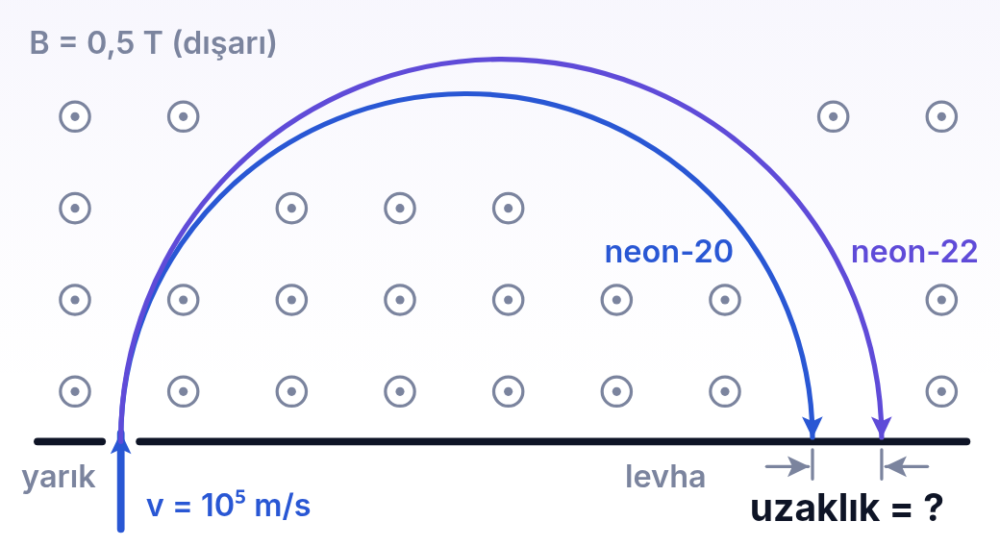 B = 0,5 T (dışarı)
neon-20
neon-22
yarık
levha
v = 10⁵ m/s
uzaklık = ?